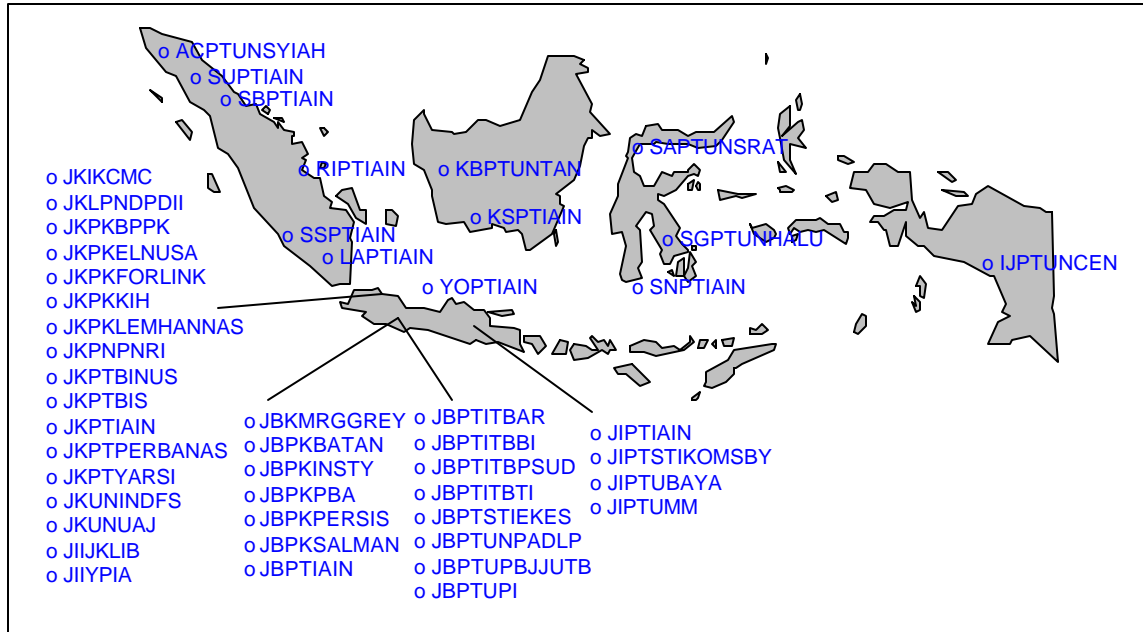 o ACPTUNSYIAH
o SUPTIAIN
o SBPTIAIN
o RIPTIAIN
o SSPTIAIN
o LAPTIAIN
o KBPTUNTAN
o KSPTIAIN
o SAPTUNSRAT
o SGPTUNHALU
o SNPTIAIN
o IJPTUNCEN
o YOPTIAIN
o JKIKCMC
o JKLPNDPDII
o JKPKBPPK
o JKPKELNUSA
o JKPKFORLINK
o JKPKKIH
o JKPKLEMHANNAS
o JKPNPNRI
o JKPTBINUS
o JKPTBIS
o JKPTIAIN
o JKPTPERBANAS
o JKPTYARSI
o JKUNINDFS
o JKUNUAJ
o JIIJKLIB
o JIIYPIA
o JBKMRGGREY
o JBPKBATAN
o JBPKINSTY
o JBPKPBA
o JBPKPERSIS
o JBPKSALMAN
o JBPTIAIN
o JBPTITBAR
o JBPTITBBI
o JBPTITBPSUD
o JBPTITBTI
o JBPTSTIEKES
o JBPTUNPADLP
o JBPTUPBJJUTB
o JBPTUPI
o JIPTIAIN
o JIPTSTIKOMSBY
o JIPTUBAYA
o JIPTUMM